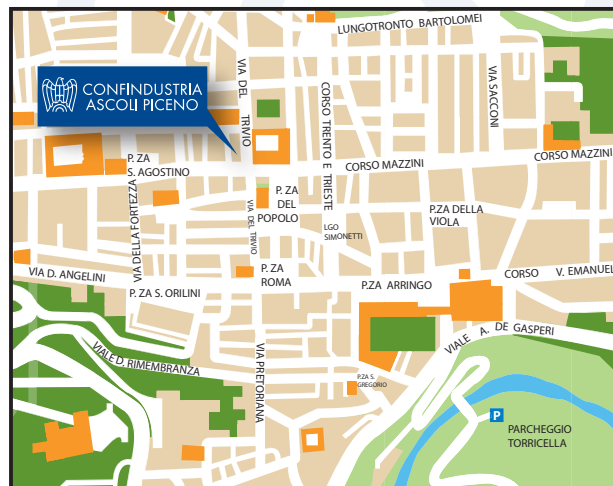 LUNGOTRONTO BARTOLOMEI
VIA DEL TRIVIO
CONFINDUSTRIA
ASCOLI PICENO
CORSO TRENTO E TRIESTE
VIA SACCONI
P. ZA
S. AGOSTINO
CORSO MAZZINI
CORSO MAZZINI
VIA DELLA FORTEZZA
P. ZA
DEL
POPOLO
VIA DEL TRIVIO
LGO
SIMONETTI
P.ZA DELLA
VIOLA
VIA D. ANGELINI
P. ZA
ROMA
P. ZA S. ORILINI
P.ZA ARRINGO
CORSO V. EMANUEL
VIALE A. DE GASPERI
VIALE D. RIMEMBRANZA
VIA PRETORIANA
P.ZA S.
GREGORIO
P
PARCHEGGIO
TORRICELLA